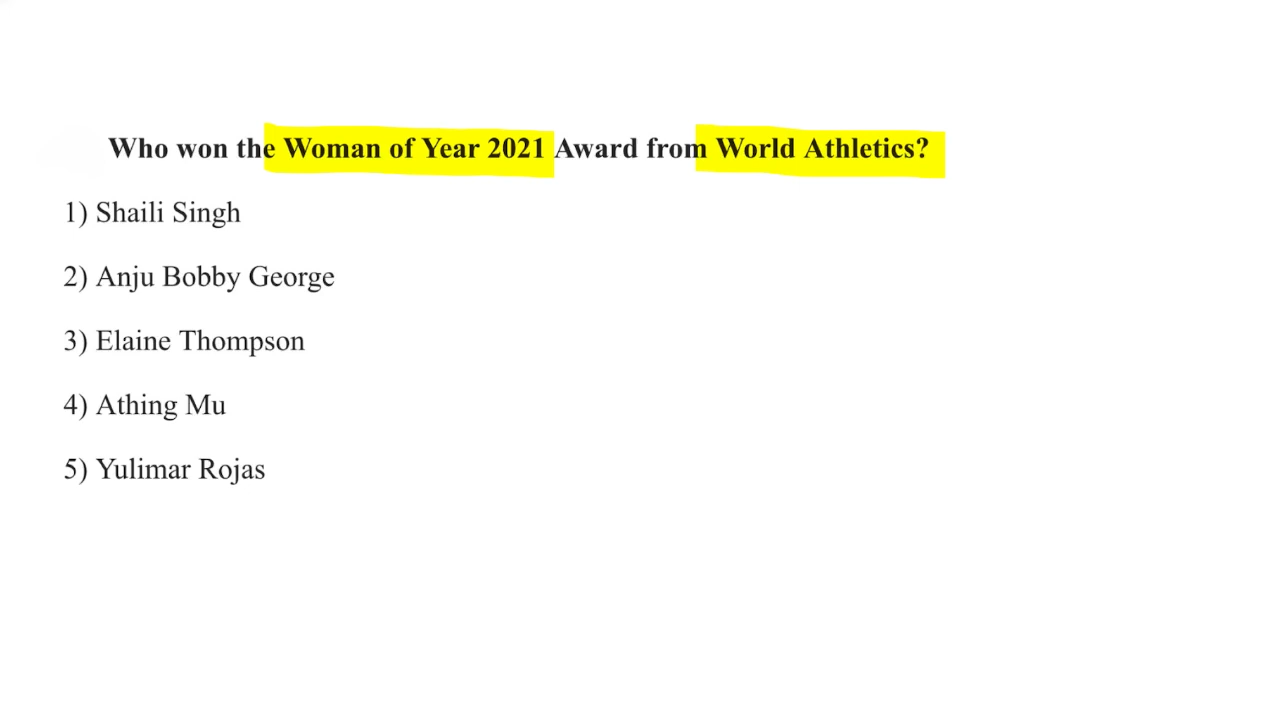 Who won the Woman of Year 2021 Award from World Athletics?
1) Shaili Singh
2) Anju Bobby George
3) Elaine Thompson
4) Athing Mu
5) Yulimar Rojas